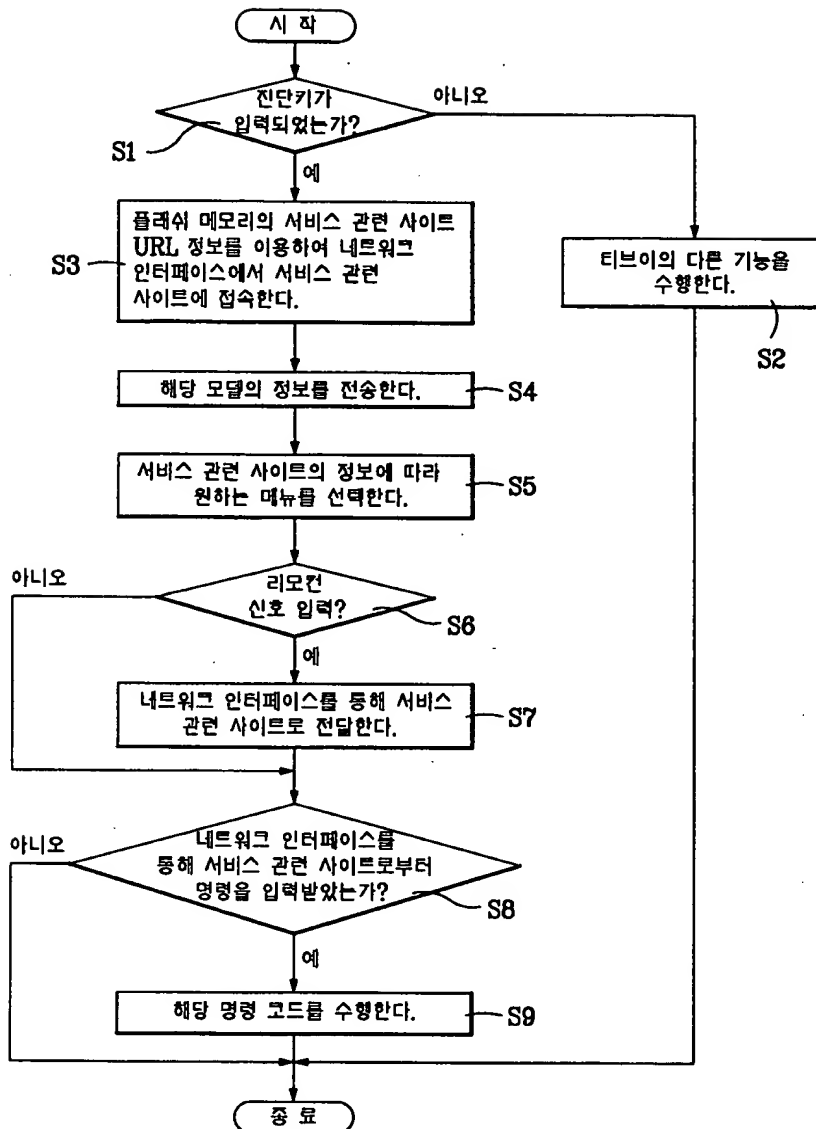 시 작
진단키가
입력되었는가?
아니오
S1
예
플래쉬 메모리의 서비스 관련 사이트
URL 정보를 이용하여 네트워크
인터페이스에서 서비스 관련
사이트에 접속한다.
S3
티브이의 다른 기능을
수행한다.
S2
해당 모델의 정보를 전송한다.
S4
서비스 관련 사이트의 정보에 따라
원하는 메뉴를 선택한다.
S5
아니오
리모컨
신호 입력?
S6
예
네트워크 인터페이스를 통해 서비스
관련 사이트로 전달한다.
S7
아니오
네트워크 인터페이스를
통해 서비스 관련 사이트로부터
명령을 입력받았는가?
S8
예
해당 명령 코드를 수행한다.
S9
종 료